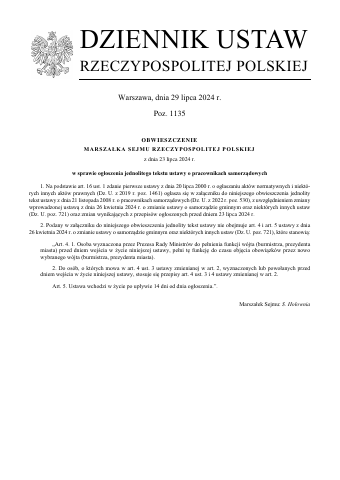 DZIENNIK USTAW
RZECZYPOSPOLITEJ POLSKIEJ
Warszawa, dnia 29 lipca 2024 r.
Poz. 1135
OBWIESZCZENIE
MARSZAŁKA SEJMU RZECZYPOSPOLITEJ POLSKIEJ
z dnia 23 lipca 2024 r.
w sprawie ogłoszenia jednolitego tekstu ustawy o pracownikach samorządowych
1. Na podstawie art. 16 ust. 1 zdanie pierwsze ustawy z dnia 20 lipca 2000 r. o ogłaszaniu aktów normatywnych i niektó-
rych innych aktów prawnych (Dz. U. z 2019 r. poz. 1461) ogłasza się w załączniku do niniejszego obwieszczenia jednolity
tekst ustawy z dnia 21 listopada 2008 r. o pracownikach samorządowych (Dz. U. z 2022 r. poz. 530), z uwzględnieniem zmiany
wprowadzonej ustawą z dnia 26 kwietnia 2024 r. o zmianie ustawy o samorządzie gminnym oraz niektórych innych ustaw
(Dz. U. poz. 721) oraz zmian wynikających z przepisów ogłoszonych przed dniem 23 lipca 2024 r.
2. Podany w załączniku do niniejszego obwieszczenia jednolity tekst ustawy nie obejmuje art. 4 i art. 5 ustawy z dnia
26 kwietnia 2024 r. o zmianie ustawy o samorządzie gminnym oraz niektórych innych ustaw (Dz. U. poz. 721), które stanowią:
„Art. 4. 1. Osoba wyznaczona przez Prezesa Rady Ministrów do pełnienia funkcji wójta (burmistrza, prezydenta
miasta) przed dniem wejścia w życie niniejszej ustawy, pełni tę funkcję do czasu objęcia obowiązków przez nowo
wybranego wójta (burmistrza, prezydenta miasta).
2. Do osób, o których mowa w art. 4 ust. 3 ustawy zmienianej w art. 2, wyznaczonych lub powołanych przed
dniem wejścia w życie niniejszej ustawy, stosuje się przepisy art. 4 ust. 3 i 4 ustawy zmienianej w art. 2.
Art. 5. Ustawa wchodzi w życie po upływie 14 dni od dnia ogłoszenia.”.
Marszałek Sejmu: S. Hołownia